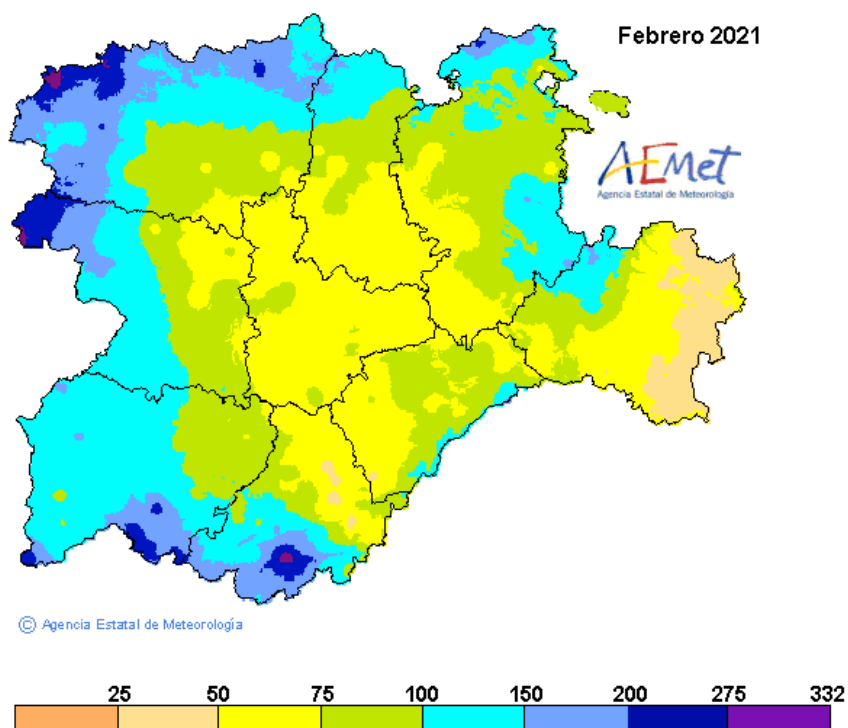 Febrero 2021
AEMet
Agencia Estatal de Meteorología
© Agencia Estatal de Meteorología
25 50 75 100 150 200 275 332